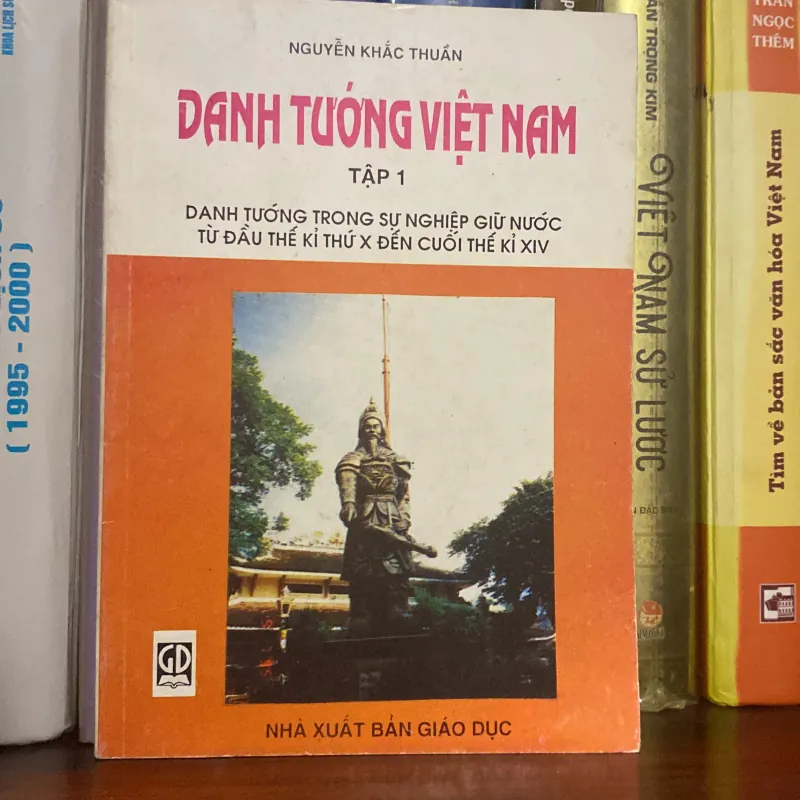 NGUYỄN KHẮC THUẦN
DANH TƯỚNG VIỆT NAM
TẬP 1
DANH TƯỚNG TRONG SỰ NGHIỆP GIỮ NƯỚC
TỪ ĐẦU THẾ KỈ THỨ X ĐẾN CUỐI THẾ KỈ XIV
GD
NHÀ XUẤT BẢN GIÁO DỤC
( 1995 - 2000 )
TRỌNG KIM
VIỆT NAM SỬ LƯỢC
TRẦN
NGỌC
THÊM
Tìm về bản sắc văn hóa Việt Nam